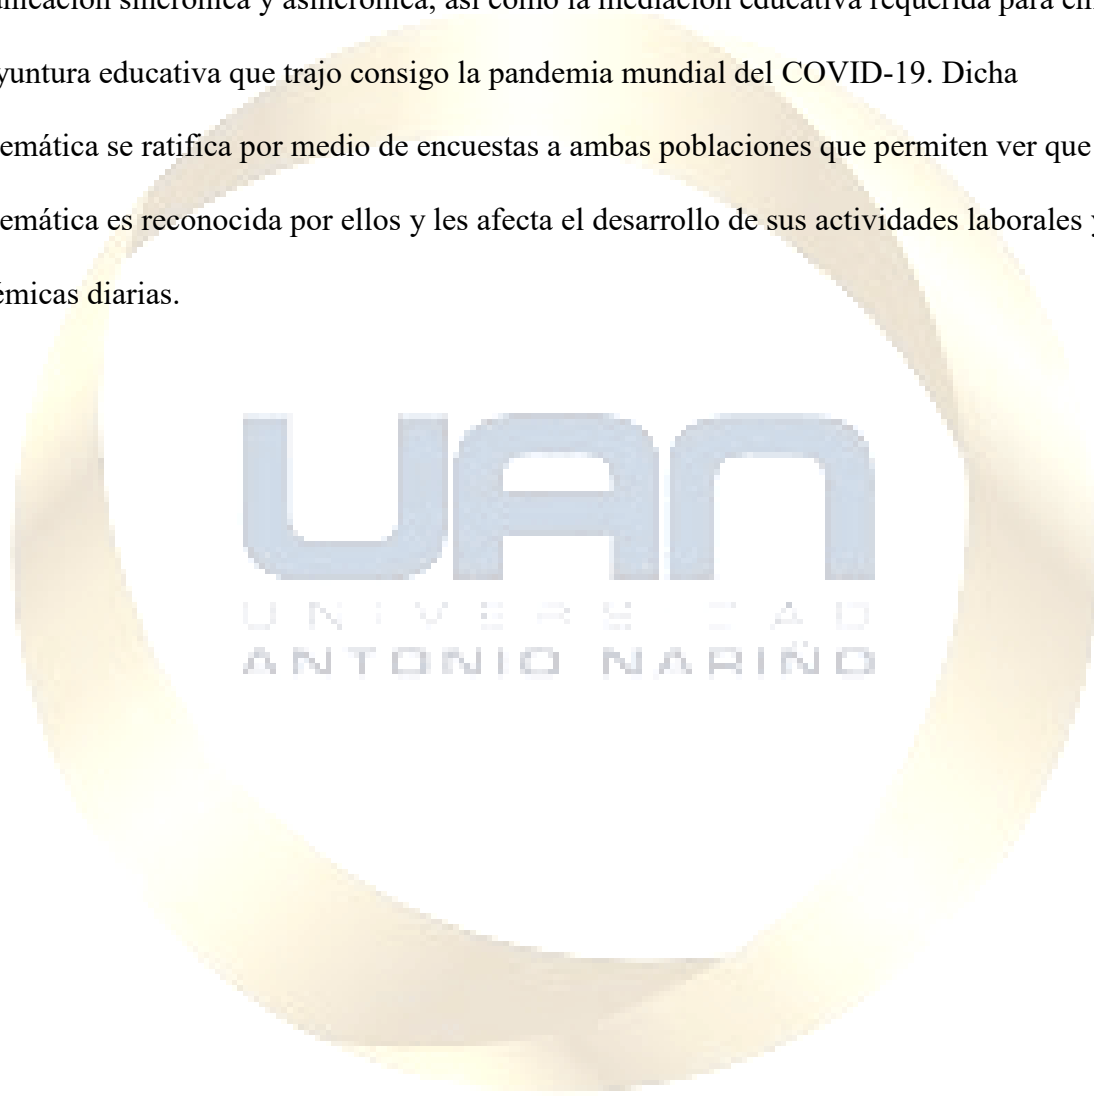 sincrónica y asincrónica, así como la mediación educativa requerida para
yuntura educativa que trajo consigo la pandemia mundial del COVID-19. Dicha
emática se ratifica por medio de encuestas a ambas poblaciones que permiten ver que
emática es reconocida por ellos y les afecta el desarrollo de sus actividades laborales y
émicas diarias.
UAN
UNIVERSIDAD
ANTONIO NARIÑO